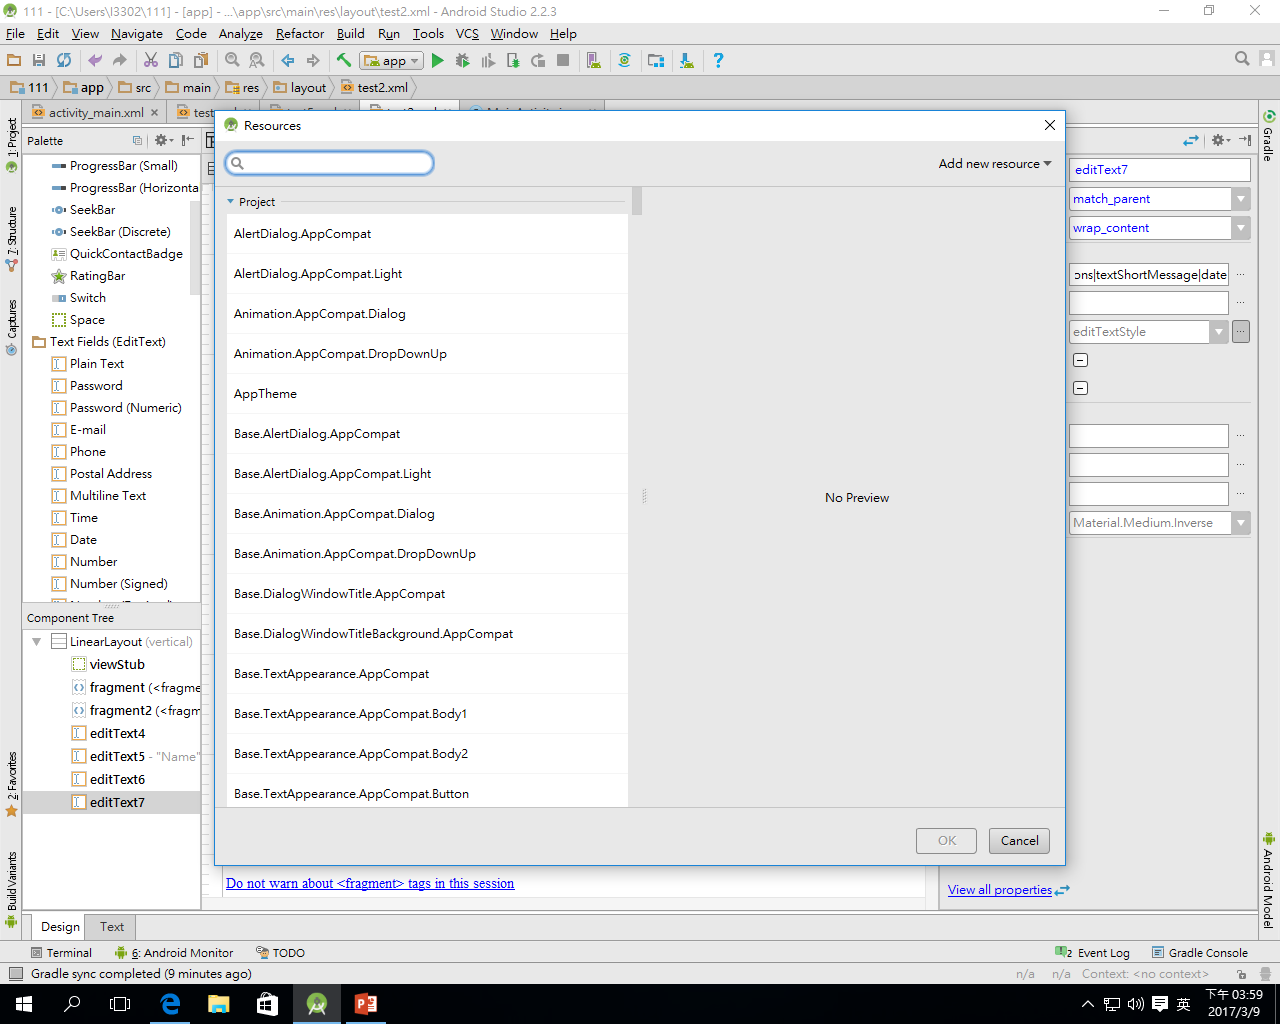 111 - [C:\Users\I3302\111] - [app] - ...\app\src\main\res\layout\test2.xml - Android Studio 2.2.3
File Edit View Navigate Code Analyze Refactor Build Run Tools VCS Window Help
app
111 app src main res layout test2.xml
activity_main.xml
Palette
ProgressBar (Small)
ProgressBar (Horizonta
SeekBar
SeekBar (Discrete)
QuickContactBadge
RatingBar
Switch
Space
Text Fields (EditText)
Plain Text
Password
Password (Numeric)
E-mail
Phone
Postal Address
Multiline Text
Time
Date
Number
Number (Signed)
Component Tree
LinearLayout (vertical)
viewStub
fragment (<fragme
fragment2 (<fragm
editText4
editText5 - "Name"
editText6
editText7
1: Project
7: Structure
Captures
2: Favorites
Build Variants
Resources
Add new resource
Project
AlertDialog.AppCompat
AlertDialog.AppCompat.Light
Animation.AppCompat.Dialog
Animation.AppCompat.DropDownUp
AppTheme
Base.AlertDialog.AppCompat
Base.AlertDialog.AppCompat.Light
Base.Animation.AppCompat.Dialog
Base.Animation.AppCompat.DropDownUp
Base.DialogWindowTitle.AppCompat
Base.DialogWindowTitleBackground.AppCompat
Base.TextAppearance.AppCompat
Base.TextAppearance.AppCompat.Body1
Base.TextAppearance.AppCompat.Body2
Base.TextAppearance.AppCompat.Button
No Preview
OK Cancel
editText7
match_parent
wrap_content
ons|textShortMessage|date
editTextStyle
Material.Medium.Inverse
Gradle
Android Model
Do not warn about <fragment> tags in this session
View all properties
Design Text
Terminal 6: Android Monitor TODO
2 Event Log Gradle Console
Gradle sync completed (9 minutes ago)
n/a n/a Context: <no context>
英
下午 03:59
2017/3/9